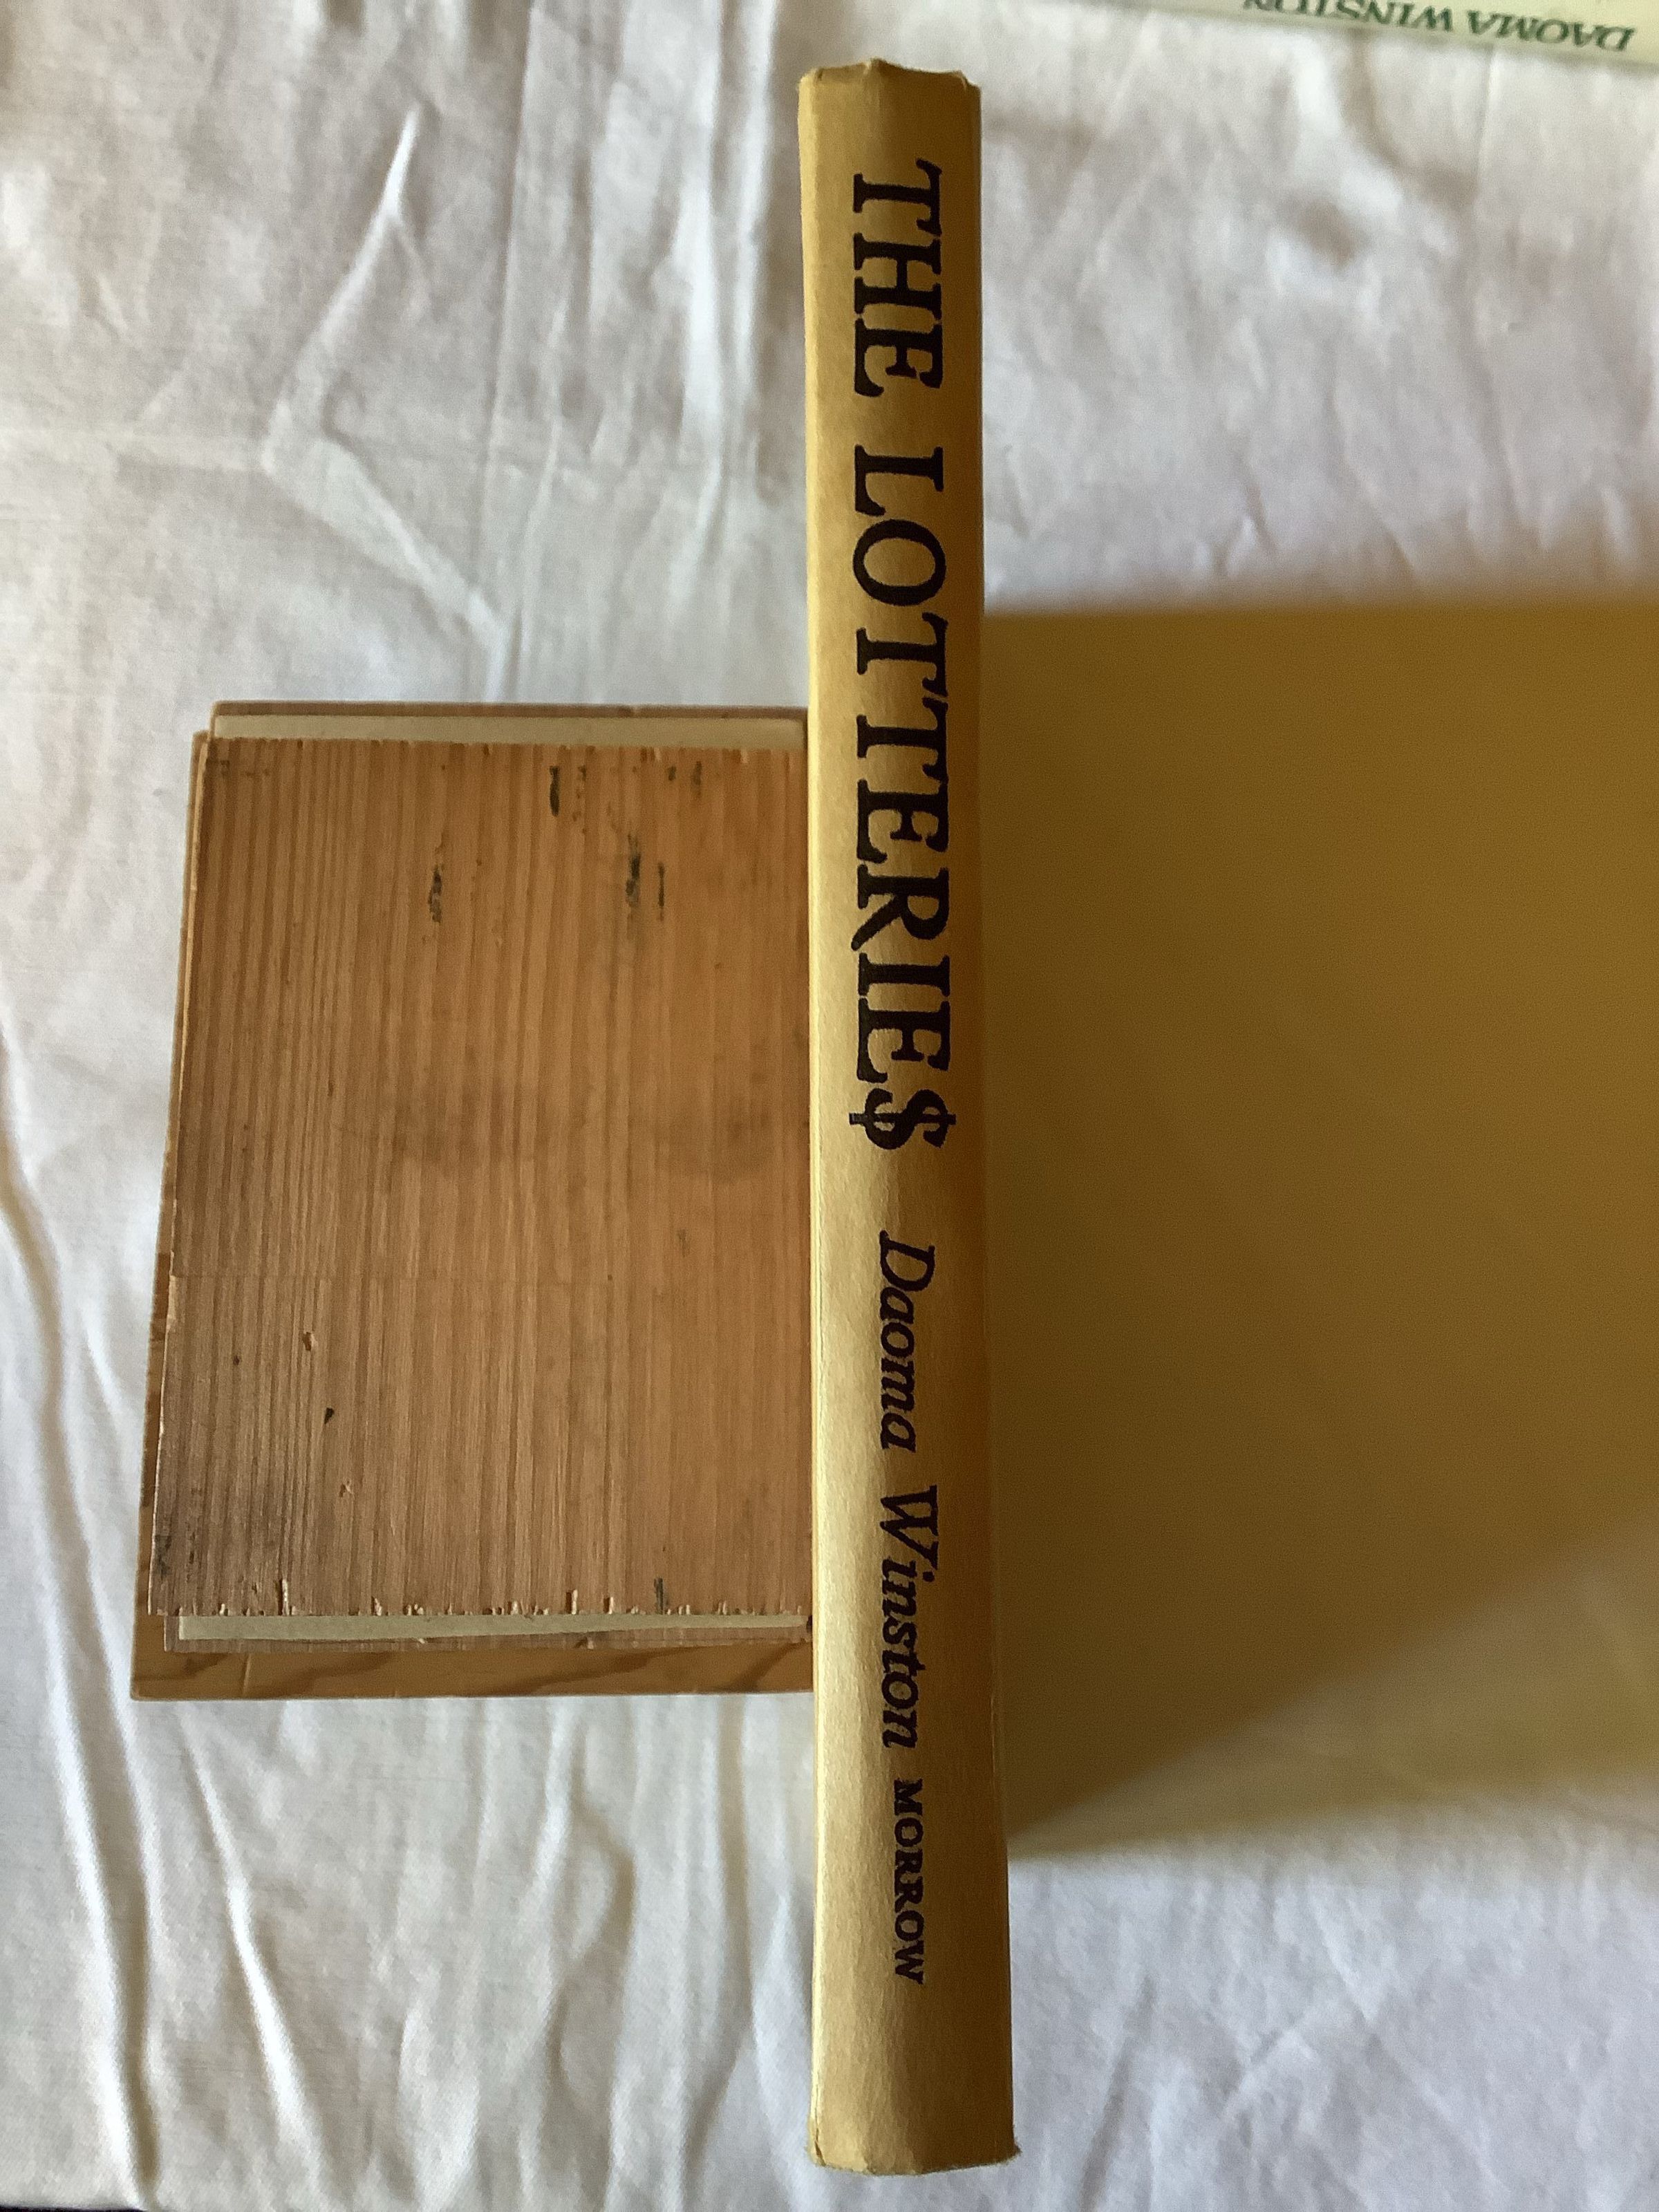 DAOMA WINSTON
THE LOTTERIE$ Daoma Winston MORROW